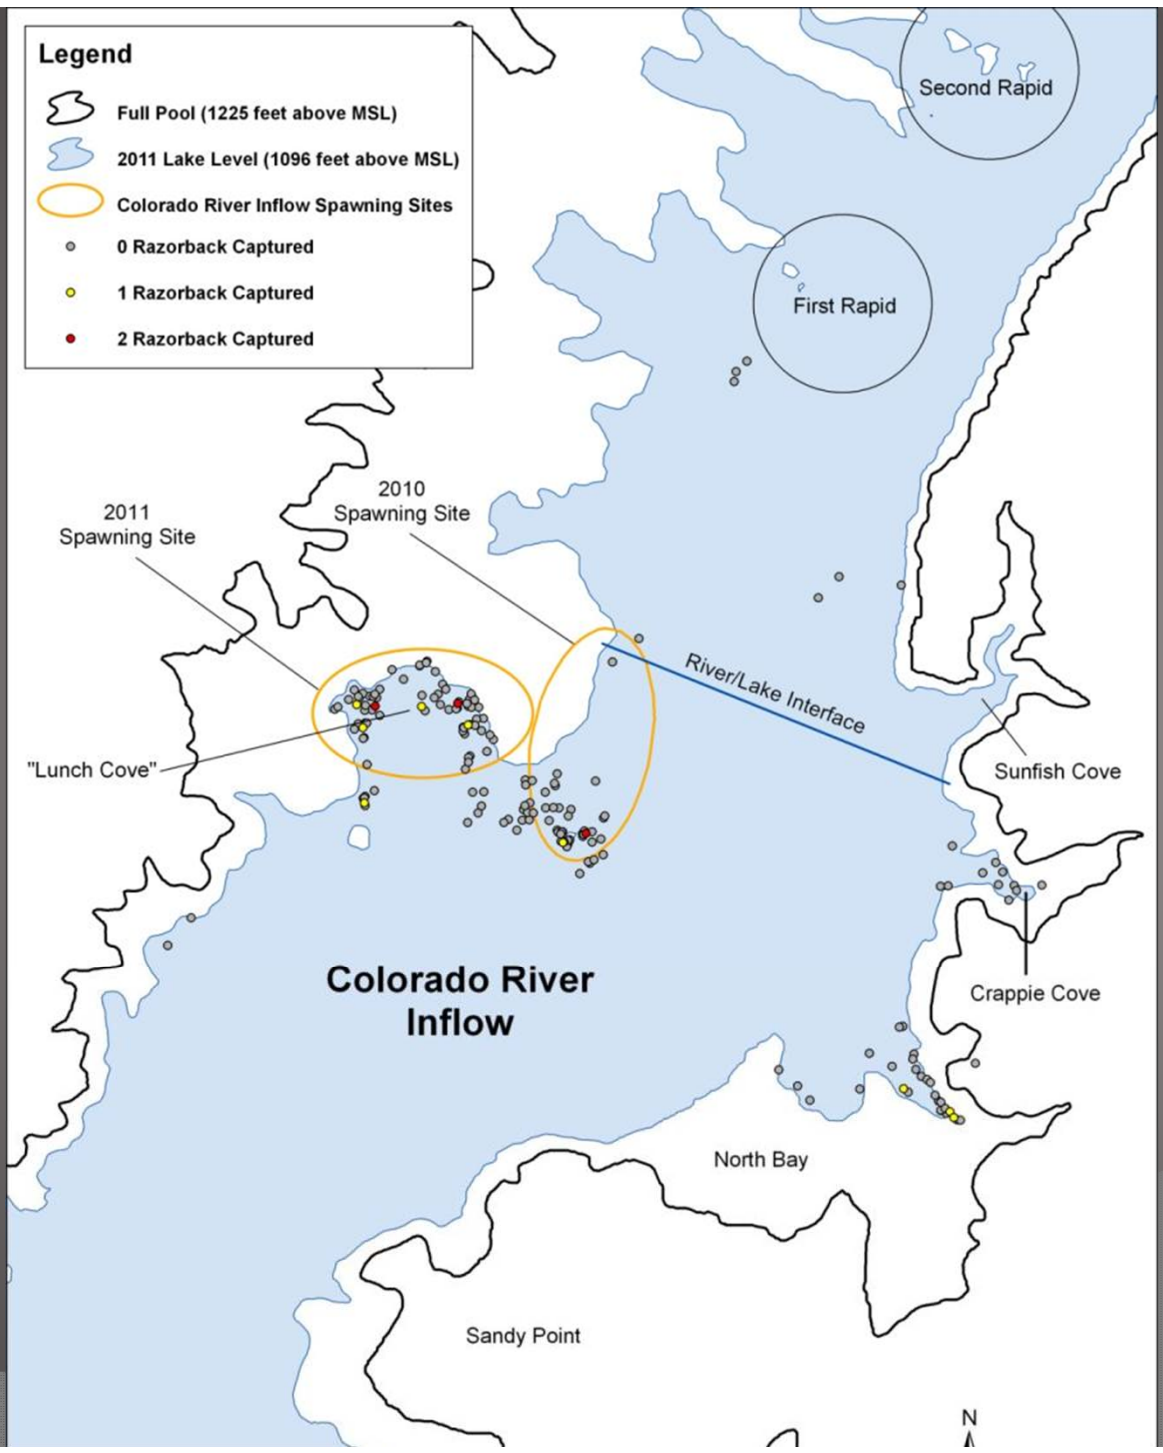 Legend
Full Pool (1225 feet above MSL)
2011 Lake Level (1096 feet above MSL)
Colorado River Inflow Spawning Sites
0 Razorback Captured
1 Razorback Captured
2 Razorback Captured
Second Rapid
First Rapid
2010
Spawning Site
2011
Spawning Site
River/Lake Interface
"Lunch Cove"
Sunfish Cove
Colorado River
Inflow
Crappie Cove
North Bay
Sandy Point
N